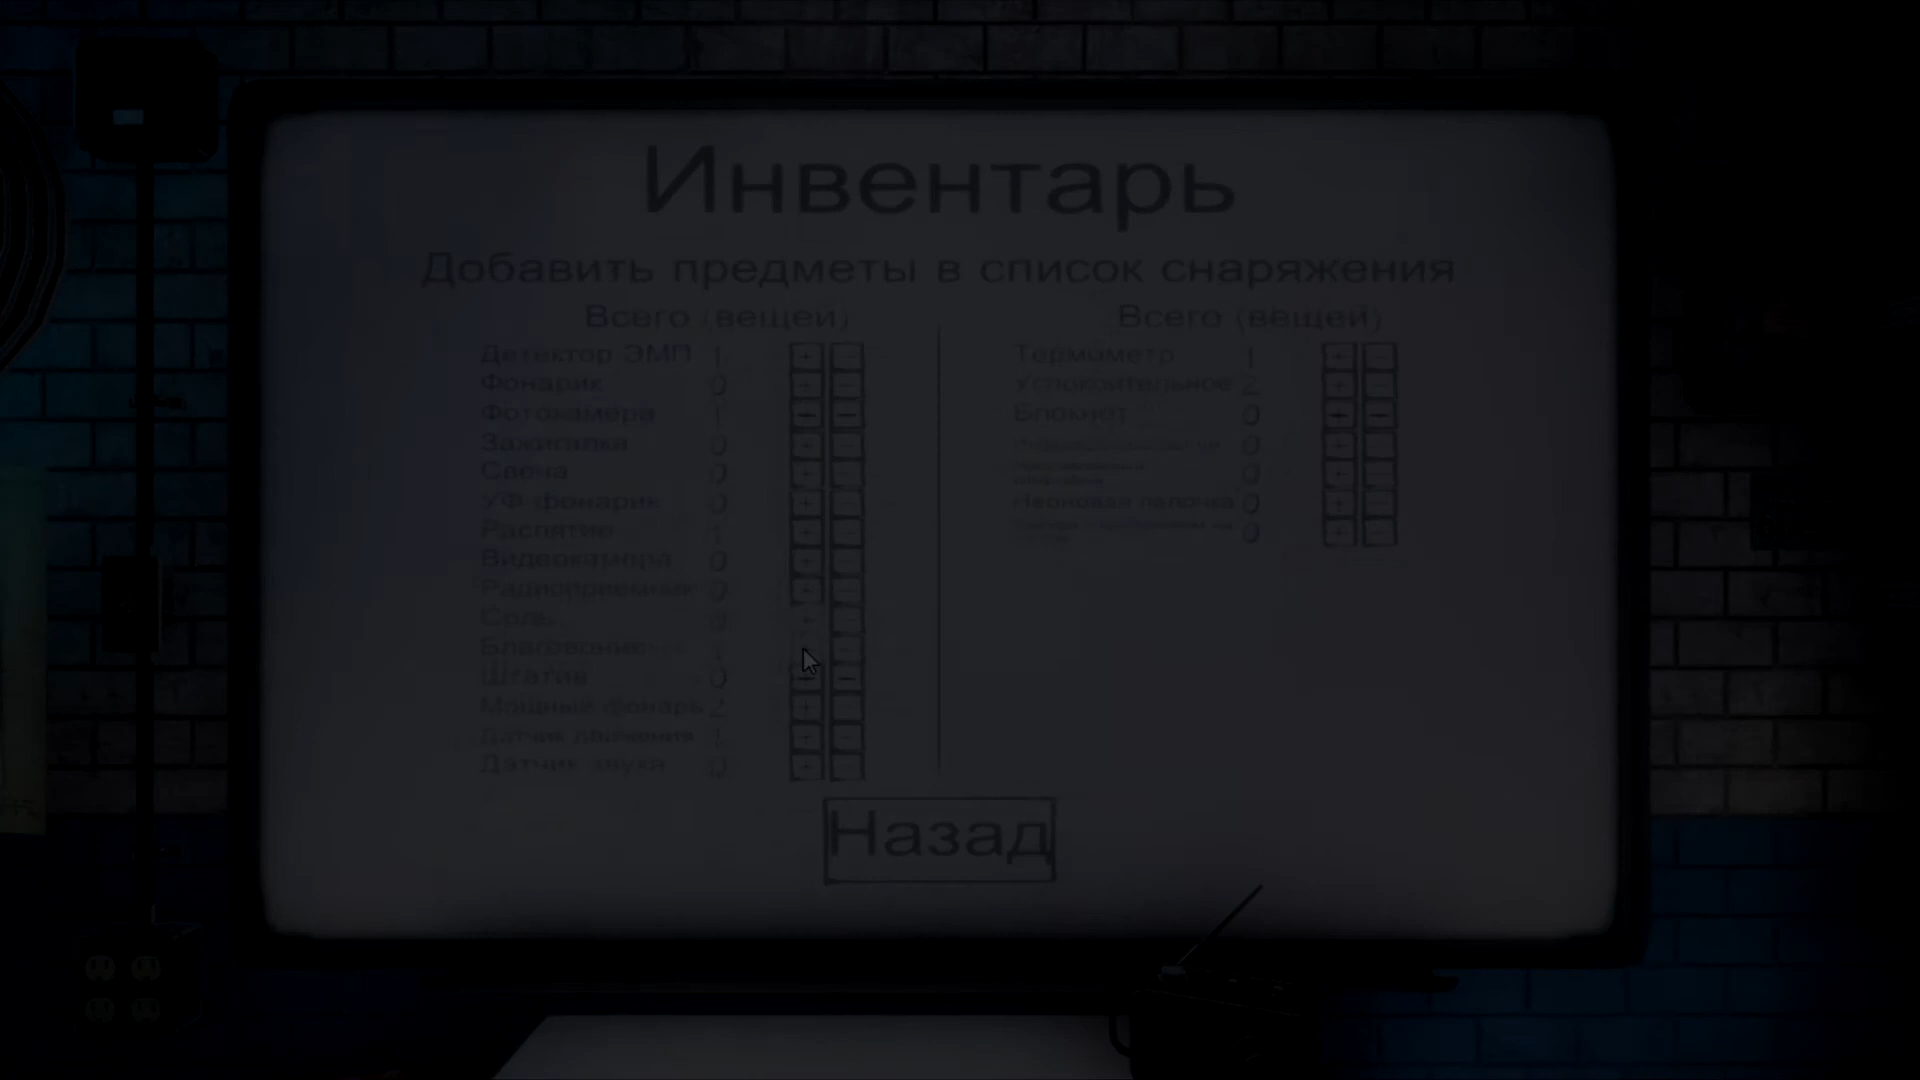 Инвентарь
Добавить предметы в список снаряжения
Всего (вещей)
Детектор ЭМП 1 + -
Фонарик 0 + -
Фотокамера 1 + -
Зажигалка 0 + -
Свеча 0 + -
УФ фонарик 0 + -
Распятие 1 + -
Видеокамера 0 + -
Радиоприемник 0 + -
Соль + -
Благовония 1 -
Штатив 0 + -
Мощный фонарь 2 + -
Датчик движения 1 + -
Датчик звука 0 + -
Всего (вещей)
Термометр 1 + -
Успокоительное 2 + -
Блокнот 0 + -
0 + -
0 + -
Неоновая палочка 0 + -
0 + -
Назад